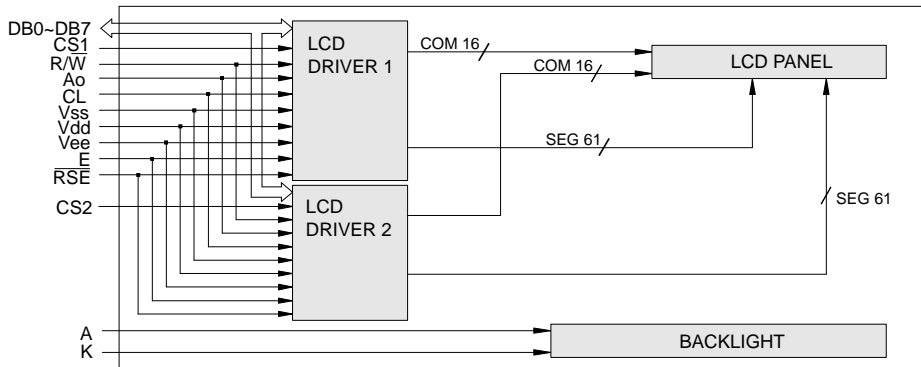 DB0~DB7
CS1
R/W̅
Ao
CL
Vss
Vdd
Vee
E
R̅S̅E̅
CS2
A
K
LCD
DRIVER 1
LCD
DRIVER 2
COM 16
COM 16
SEG 61
SEG 61
LCD PANEL
BACKLIGHT